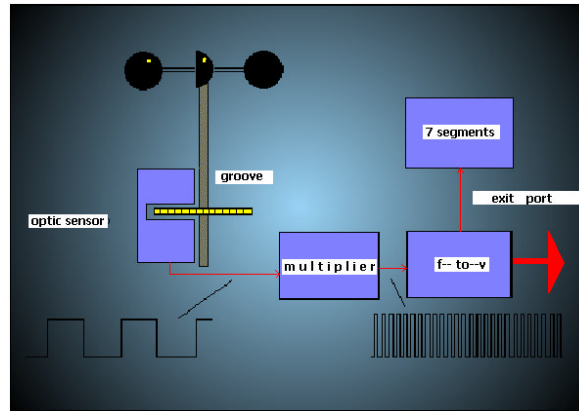 7 segments
groove
exit port
optic sensor
multiplier
f-- to--v